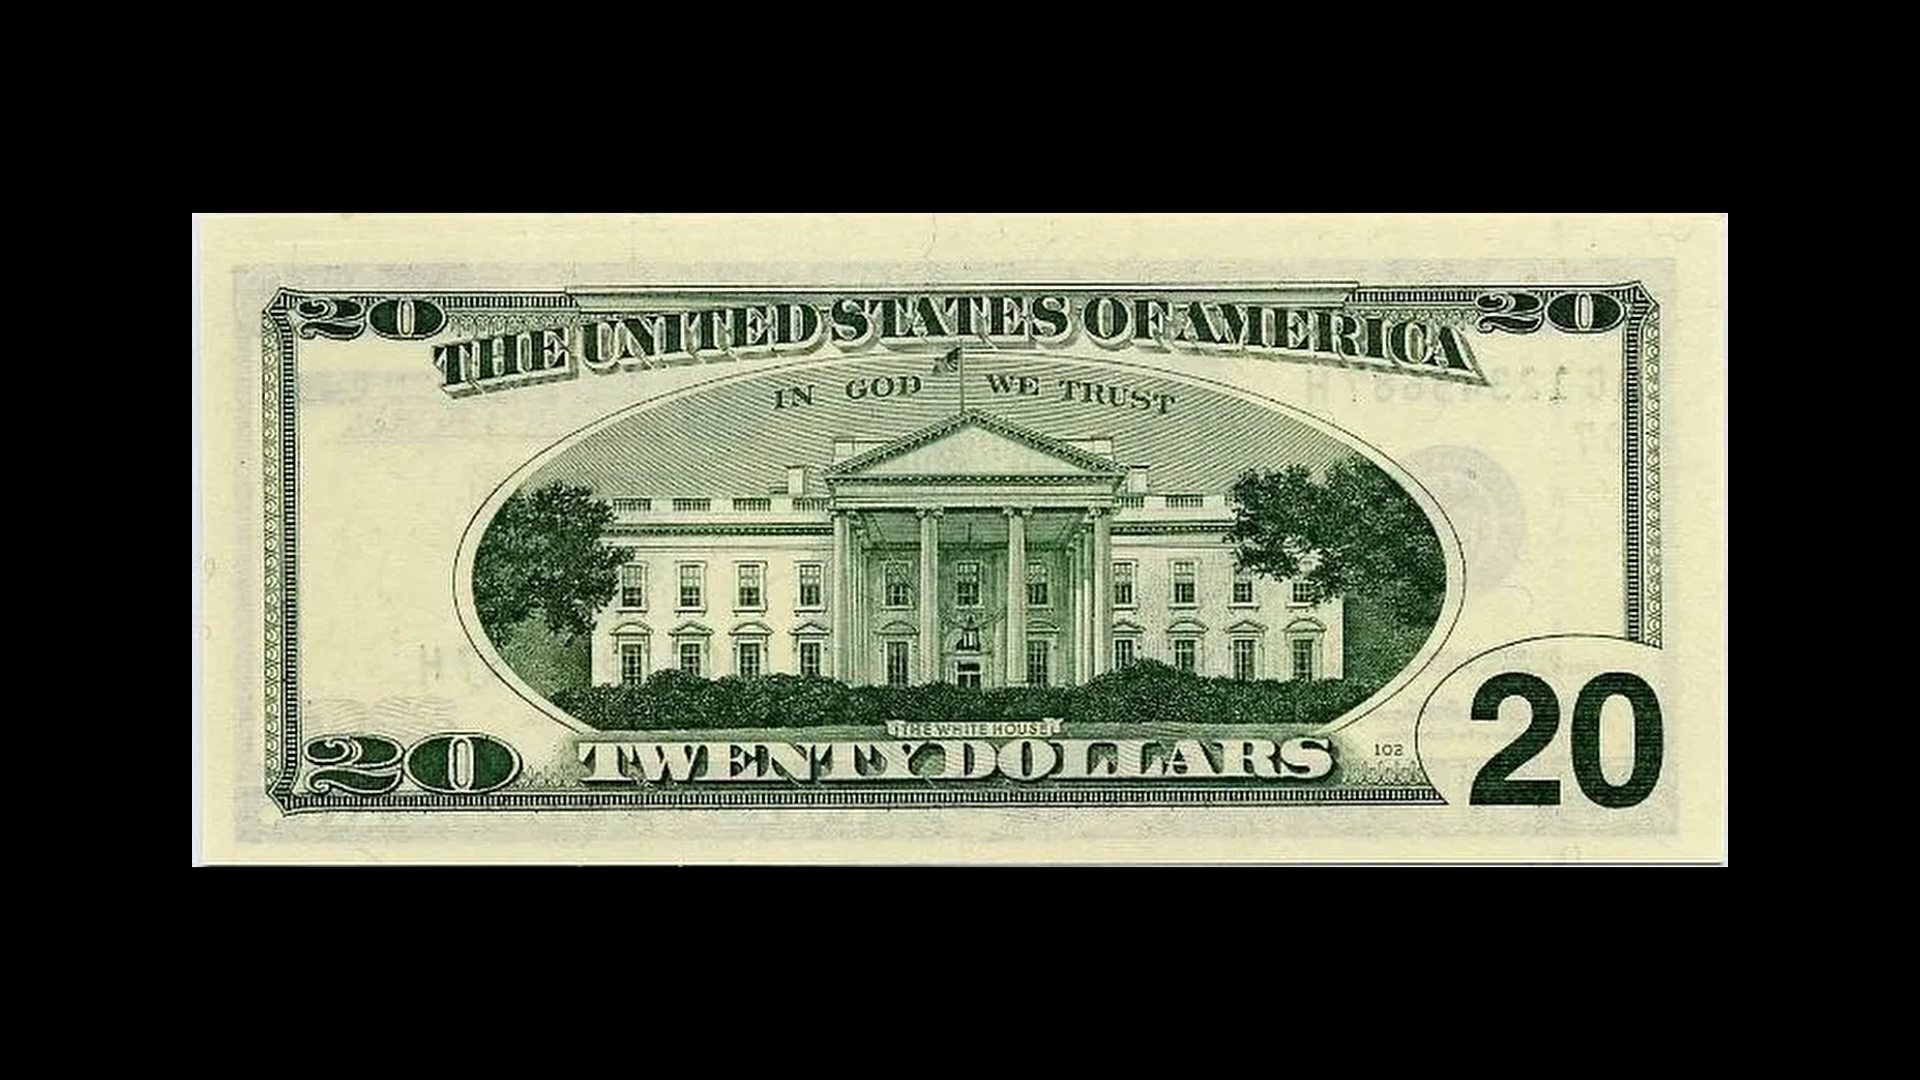 20 THE UNITED STATES OF AMERICA 20
IN GOD WE TRUST
THE WHITE HOUSE
20 TWENTY DOLLARS 102 20